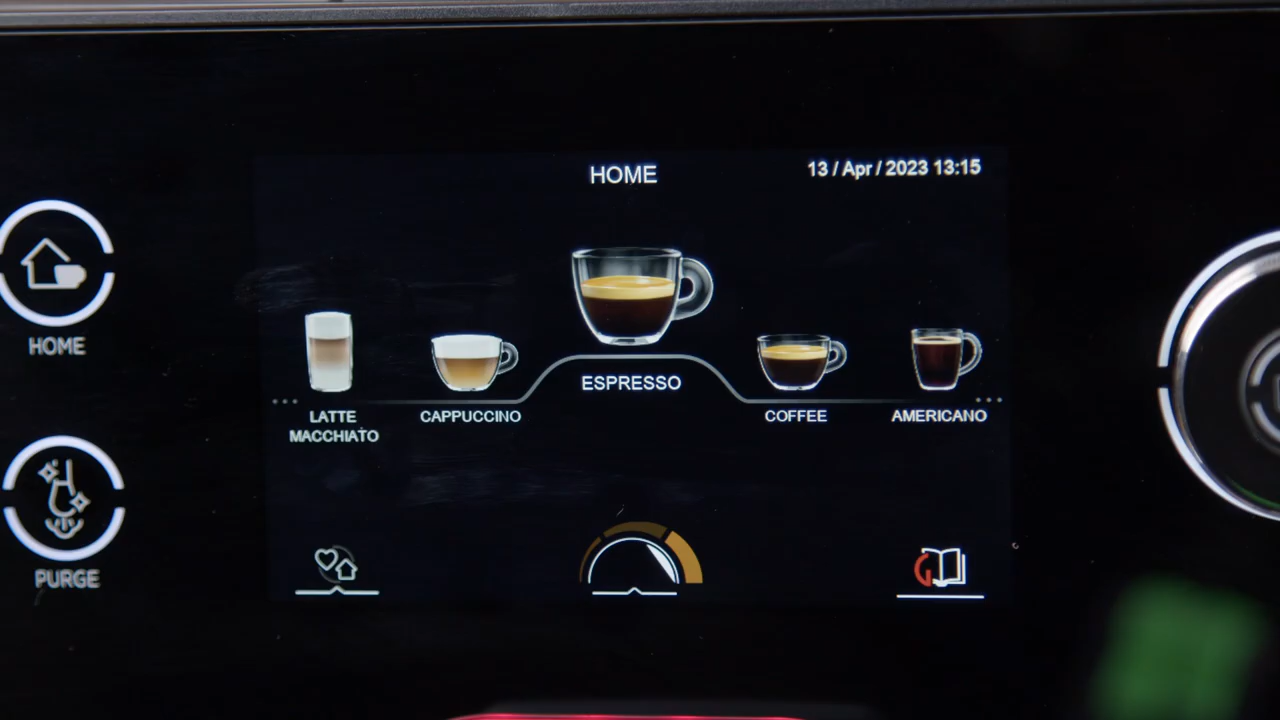 HOME
13 / Apr / 2023 13:15
HOME
ESPRESSO
LATTE
MACCHIATO
CAPPUCCINO
COFFEE
AMERICANO
PURGE